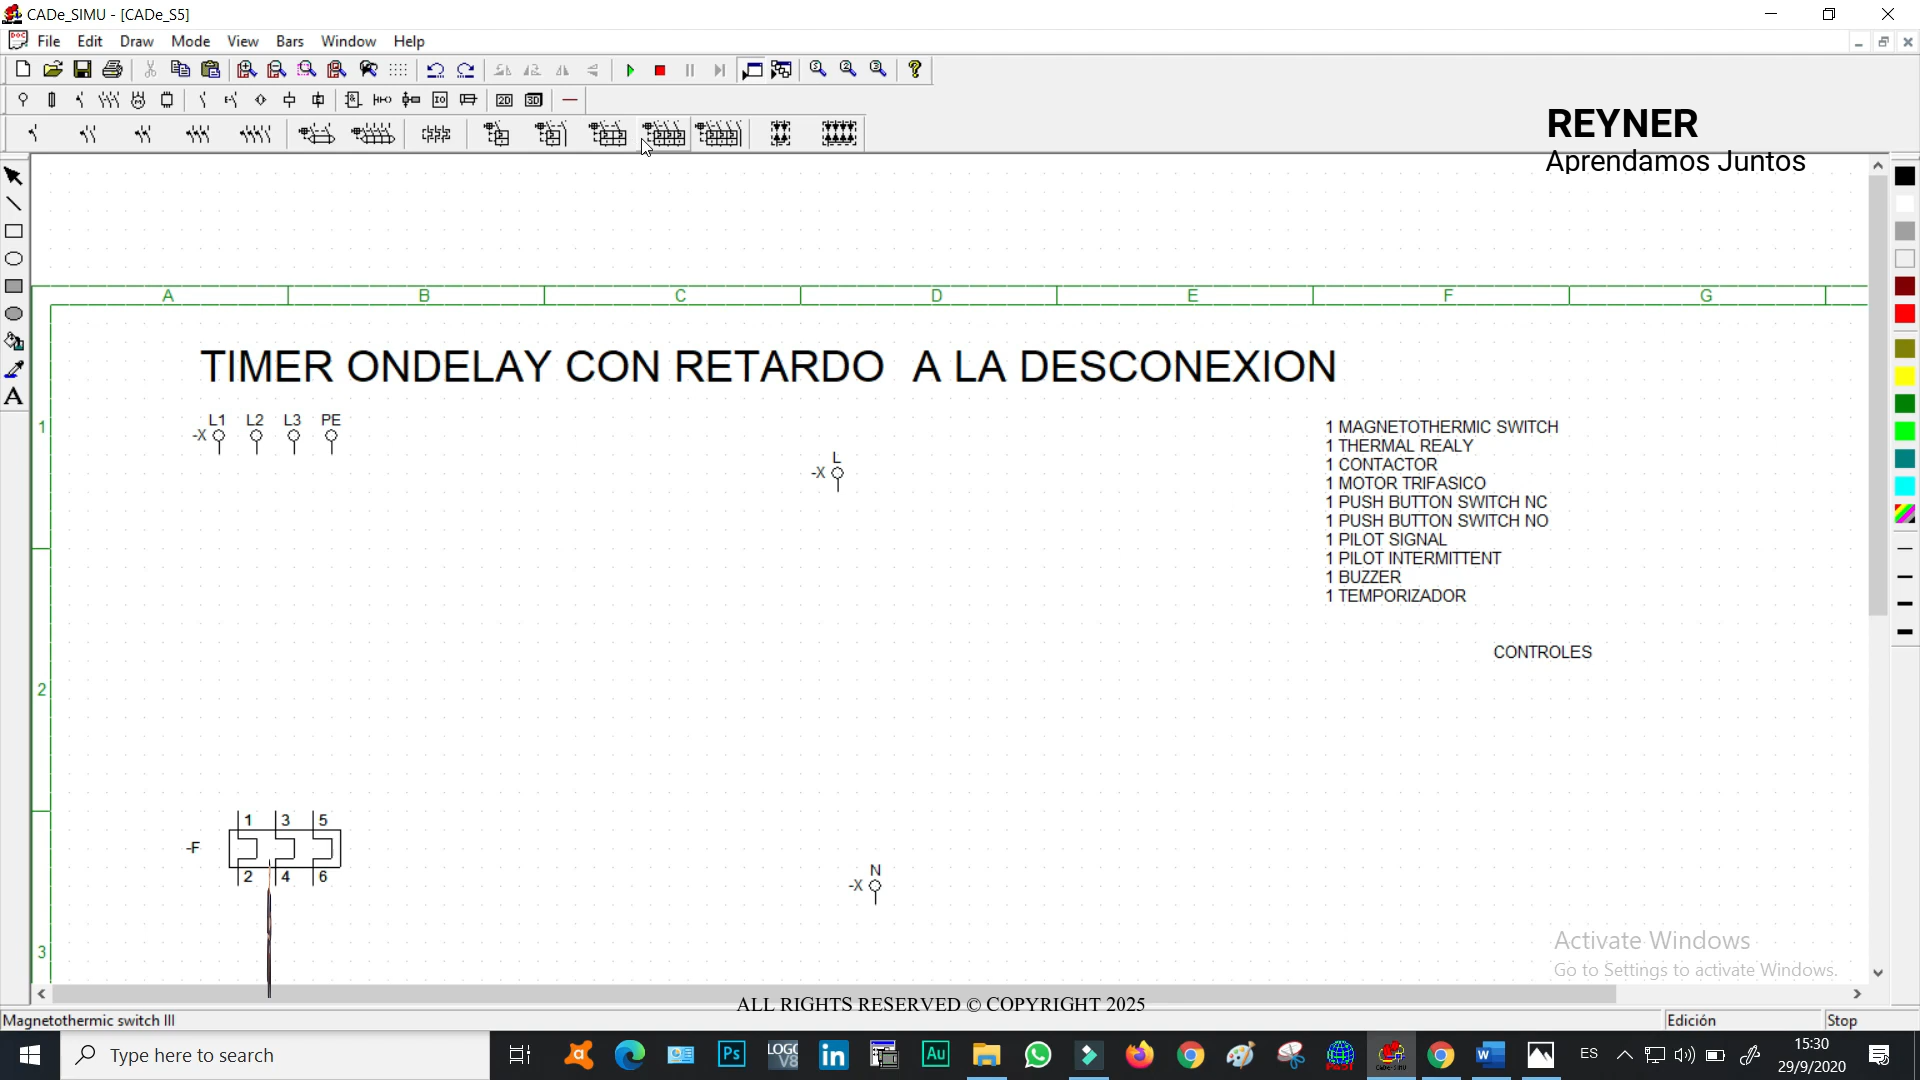 CADe_SIMU - [CADe_S5]
File Edit Draw Mode View Bars Window Help
REYNER
Aprendamos Juntos
A B C D E F G
TIMER ONDELAY CON RETARDO A LA DESCONEXION
1
L1 L2 L3 PE
-X
L
-X
1 MAGNETOTHERMIC SWITCH
1 THERMAL REALY
1 CONTACTOR
1 MOTOR TRIFASICO
1 PUSH BUTTON SWITCH NC
1 PUSH BUTTON SWITCH NO
1 PILOT SIGNAL
1 PILOT INTERMITTENT
1 BUZZER
1 TEMPORIZADOR
CONTROLES
2
1 3 5
-F
2 4 6
N
-X
3
Activate Windows
Go to Settings to activate Windows.
ALL RIGHTS RESERVED © COPYRIGHT 2025
Magnetothermic switch III
Edición Stop
Type here to search
ES
15:30
29/9/2020